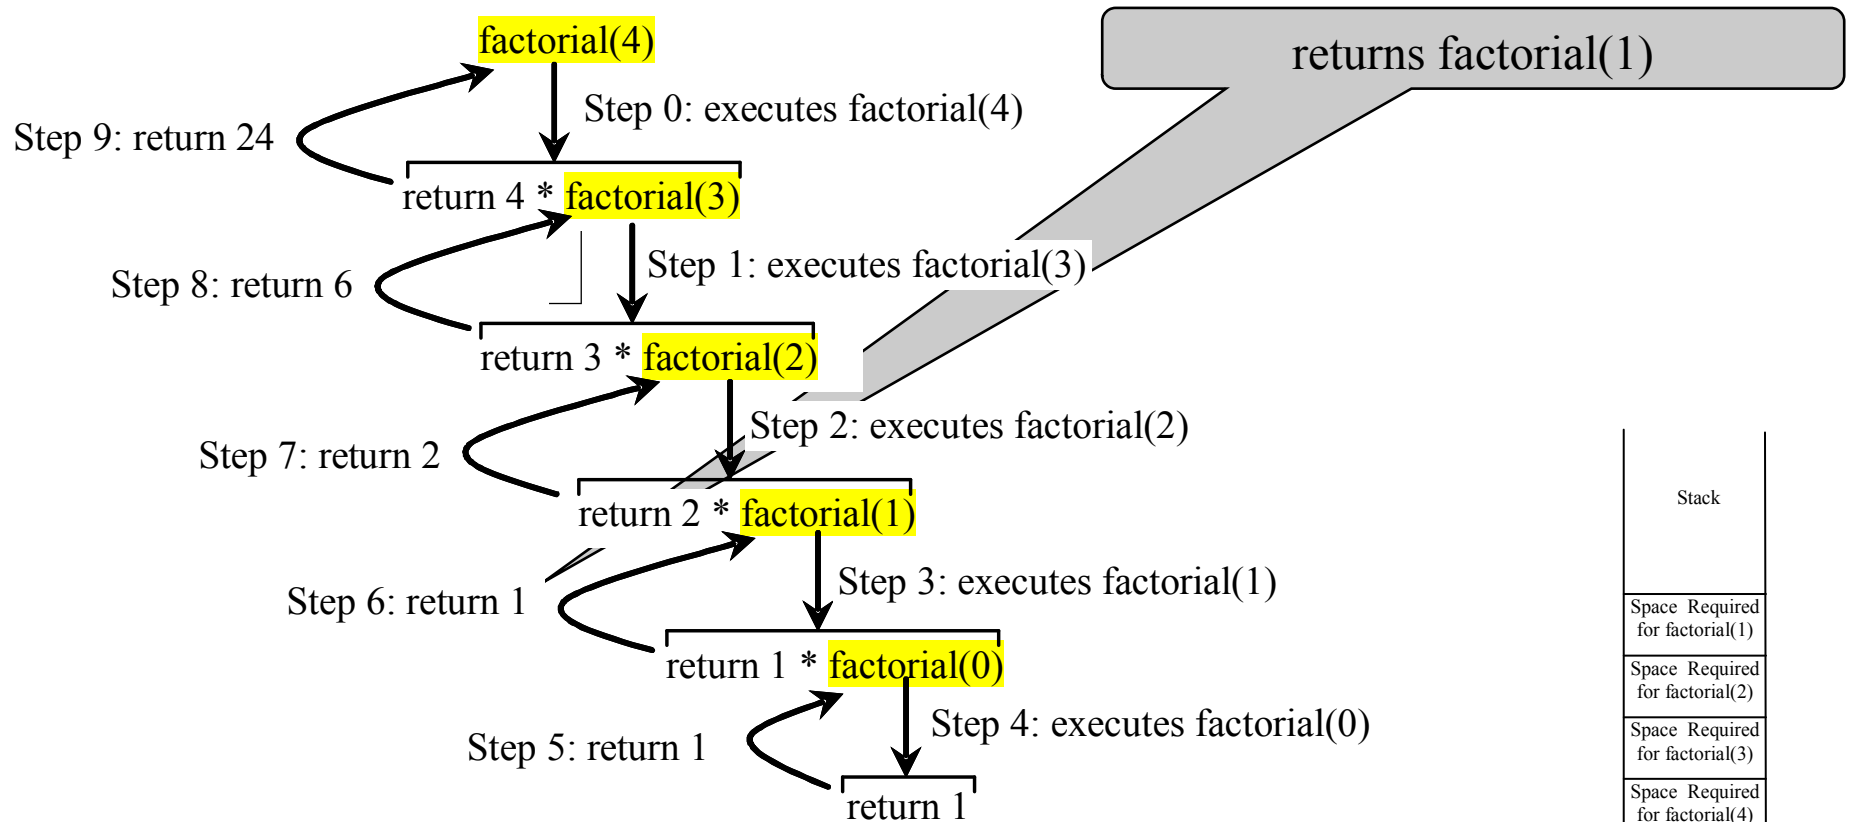 factorial(4)
returns factorial(1)
Step 0: executes factorial(4)
Step 9: return 24
return 4 * factorial(3)
Step 1: executes factorial(3)
Step 8: return 6
return 3 * factorial(2)
Step 2: executes factorial(2)
Step 7: return 2
return 2 * factorial(1)
Step 3: executes factorial(1)
Step 6: return 1
return 1 * factorial(0)
Step 4: executes factorial(0)
Step 5: return 1
return 1
Stack
Space Required
for factorial(1)
Space Required
for factorial(2)
Space Required
for factorial(3)
Space Required
for factorial(4)